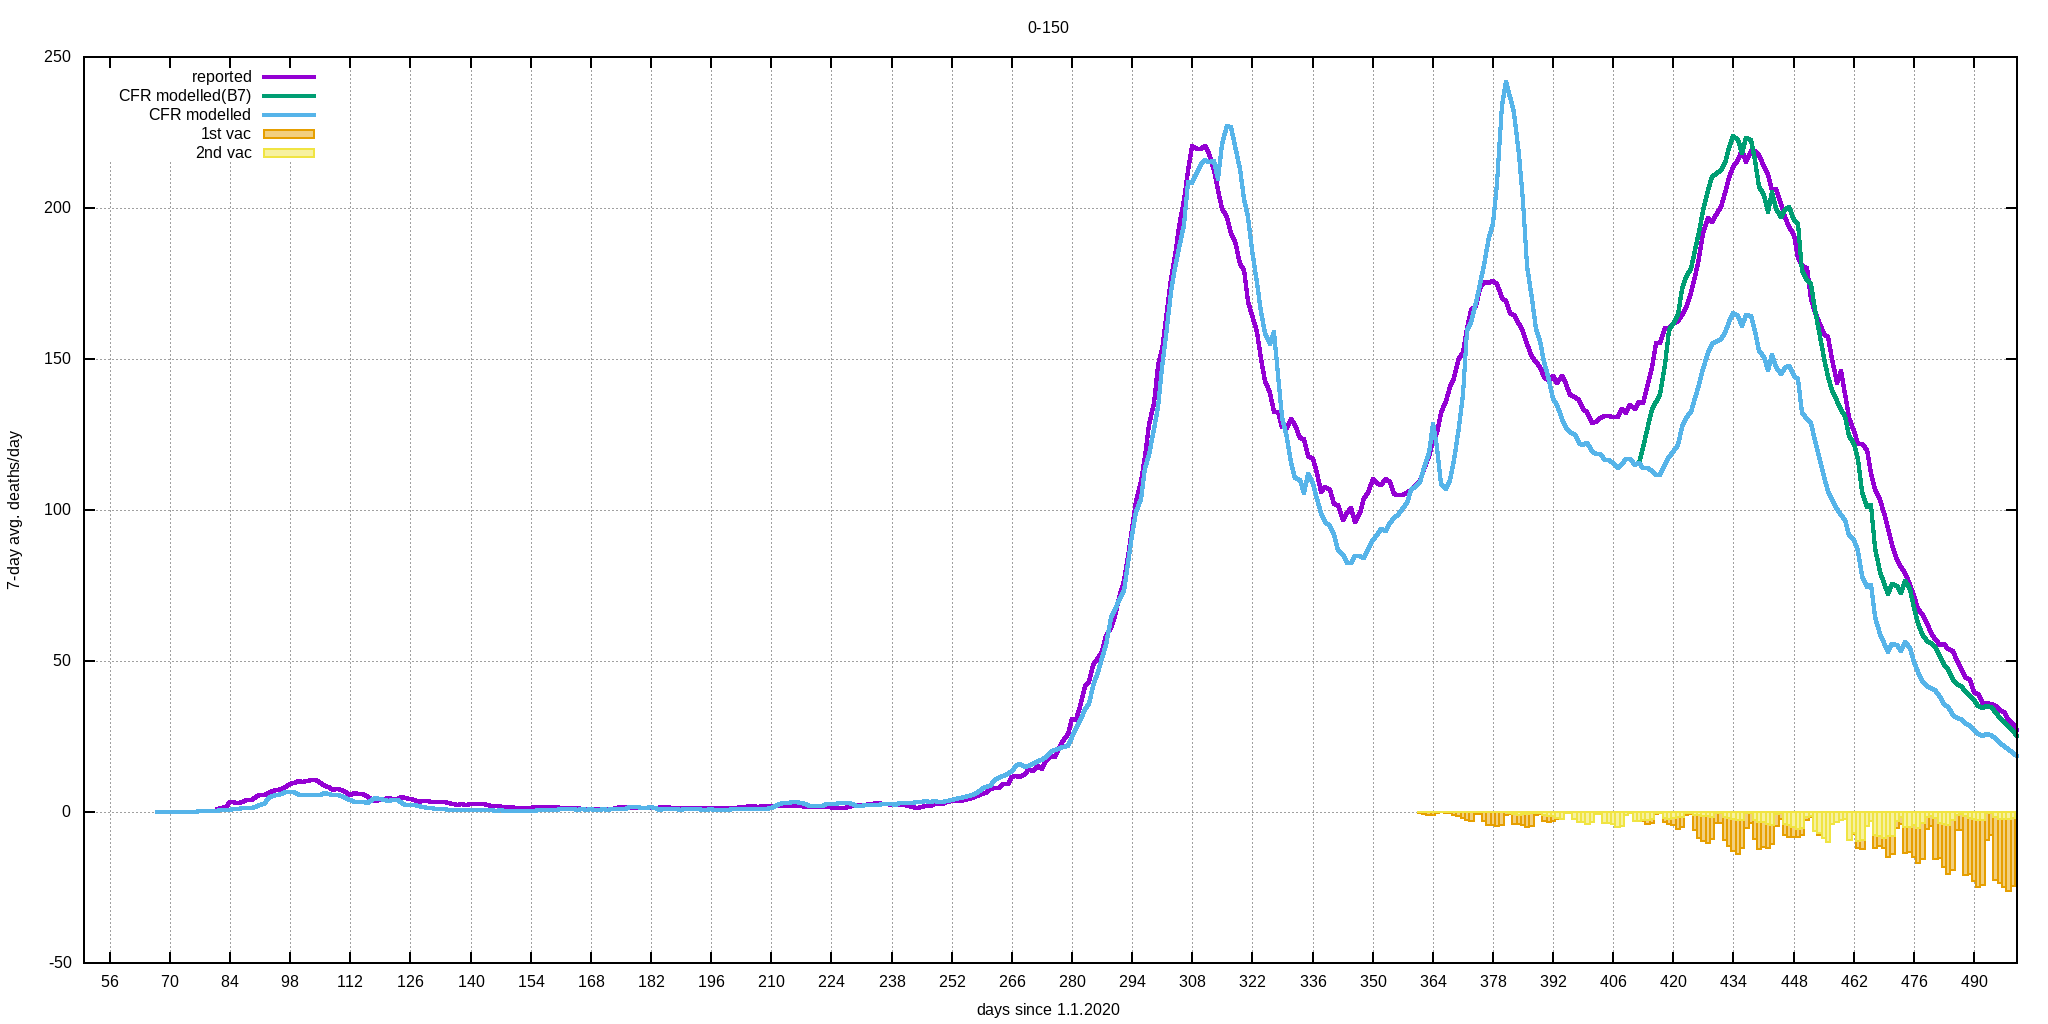 0-150
250
200
150
100
50
0
-50
reported
CFR modelled(B7)
CFR modelled
1st vac
2nd vac
7-day avg. deaths/day
56 70 84 98 112 126 140 154 168 182 196 210 224 238 252 266 280 294 308 322 336 350 364 378 392 406 420 434 448 462 476 490
days since 1.1.2020